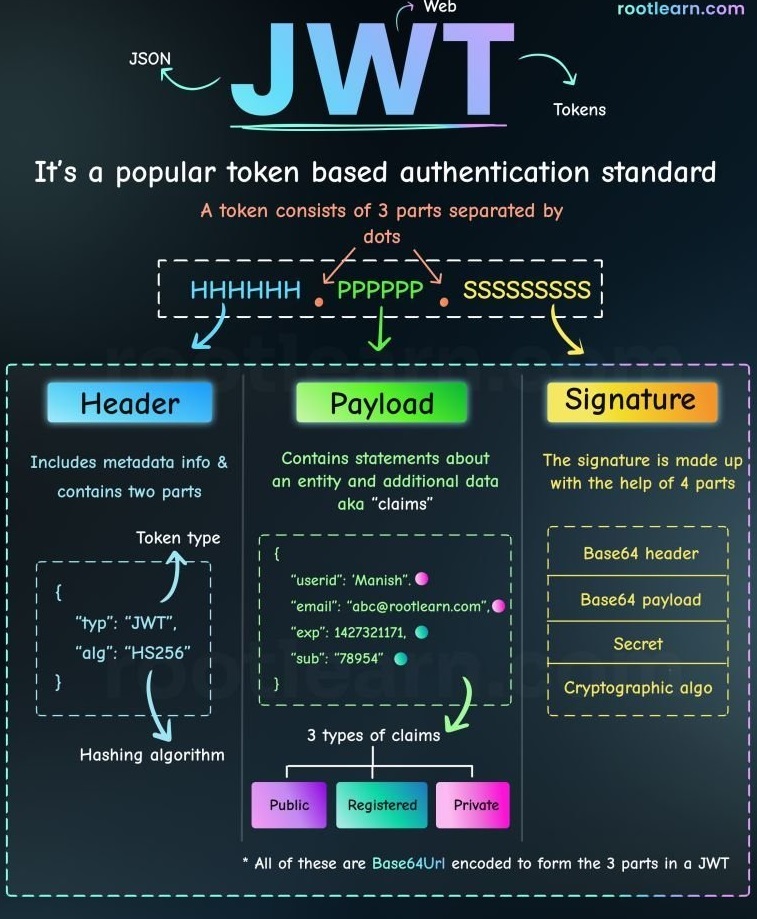 Web
rootlearn.com
JWT
JSON
Tokens
It's a popular token based authentication standard
A token consists of 3 parts separated by
dots
HHHHHH . PPPPPP . SSSSSSSSS
Header
Includes metadata info &
contains two parts
Token type
{
"typ": "JWT",
"alg": "HS256"
}
Hashing algorithm
Payload
Contains statements about
an entity and additional data
aka "claims"
{
"userid": 'Manish".
"email": "abc@rootlearn.com",
"exp": 1427321171,
"sub": "78954"
}
3 types of claims
Public
Registered
Private
Signature
The signature is made up
with the help of 4 parts
Base64 header
Base64 payload
Secret
Cryptographic algo
* All of these are Base64Url encoded to form the 3 parts in a JWT
rootlearn.com
rootlearn.com